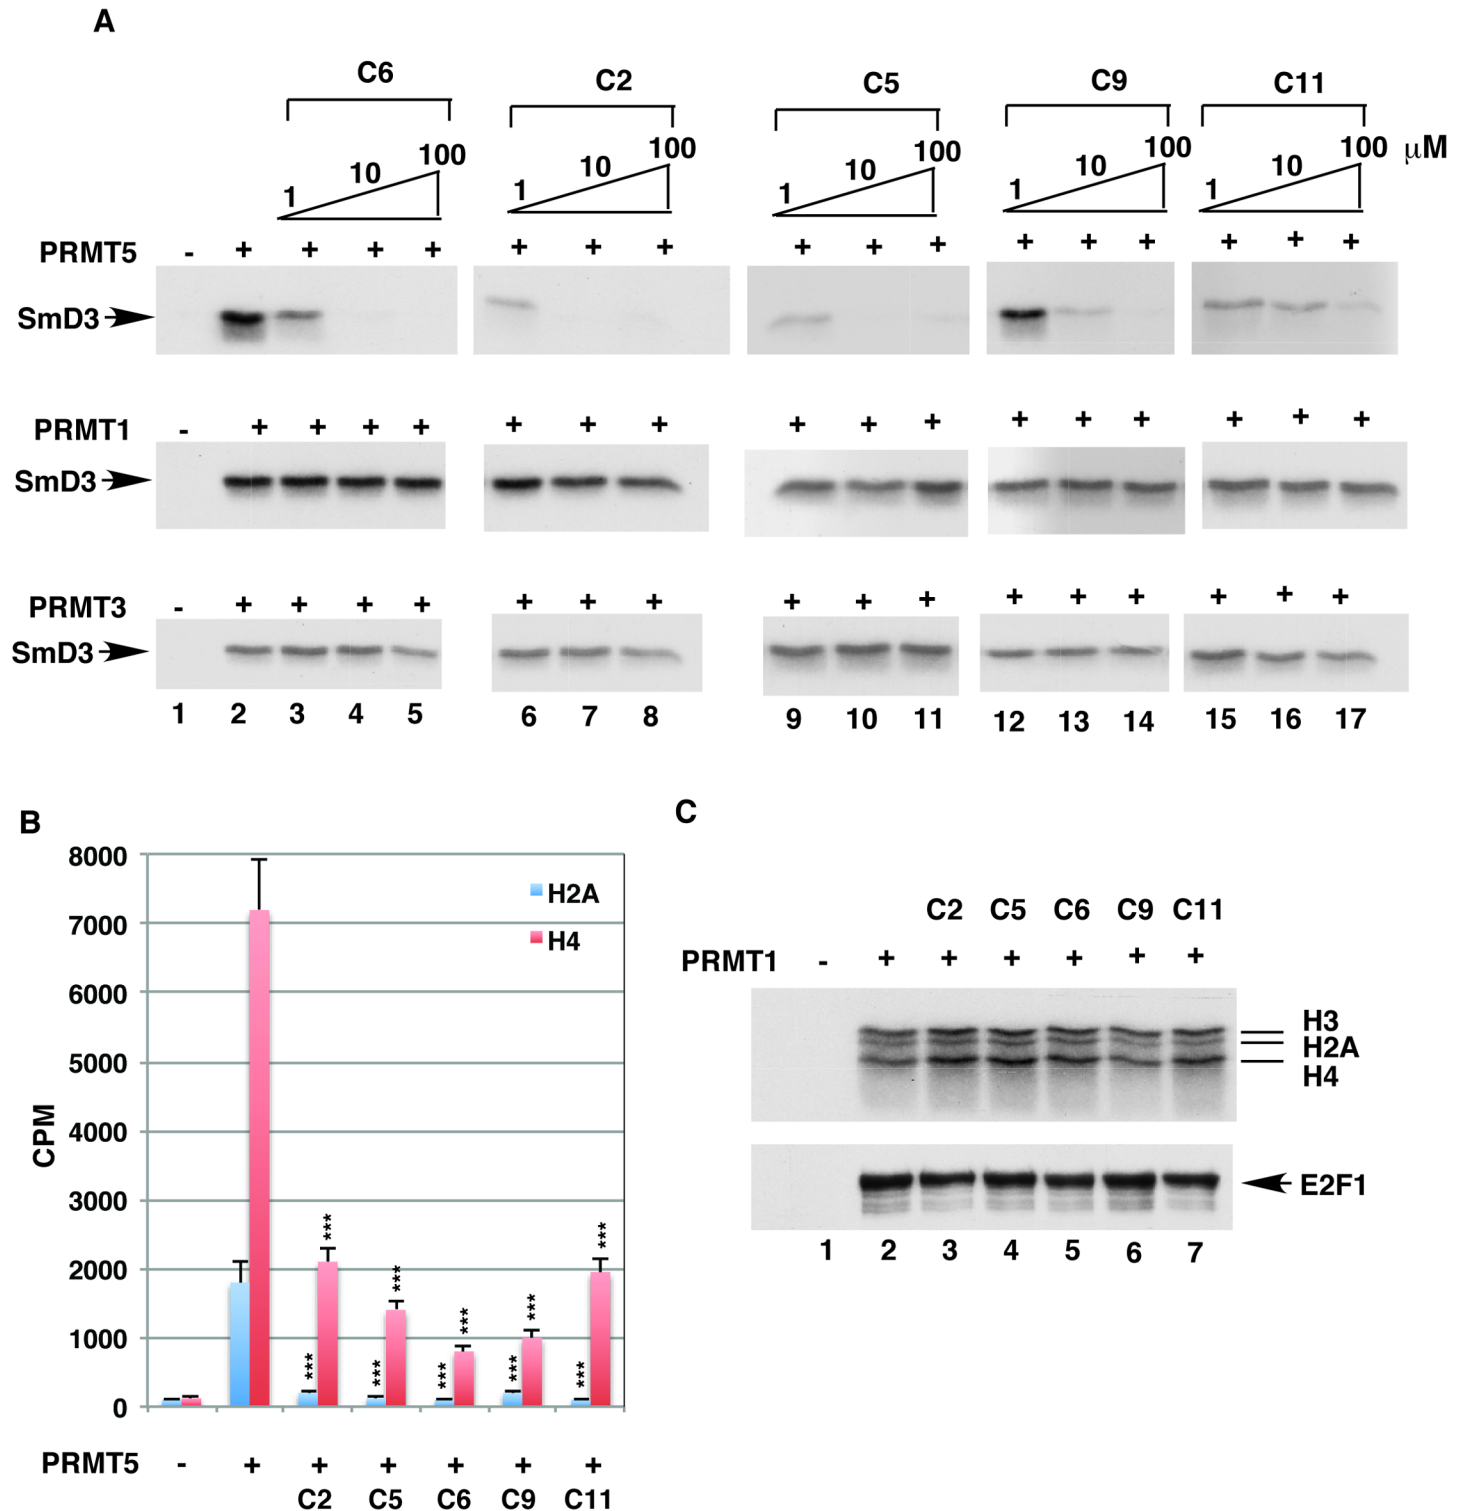 A
C6 C2 C5 C9 C11
1 10 100 1 10 100 1 10 100 1 10 100 1 10 100 μM
PRMT5 - + + + + + + + + + + + + + + + +
SmD3
PRMT1 - + + + + + + + + + + + + + + + +
SmD3
PRMT3 - + + + + + + + + + + + + + + + +
SmD3
1 2 3 4 5 6 7 8 9 10 11 12 13 14 15 16 17
B
8000
7000
6000
5000
4000
3000
2000
1000
0
CPM
H2A
H4
*** *** *** *** ***
*** *** *** *** ***
PRMT5 - + + + + + +
C2 C5 C6 C9 C11
C
C2 C5 C6 C9 C11
PRMT1 - + + + + + +
H3
H2A
H4
E2F1
1 2 3 4 5 6 7